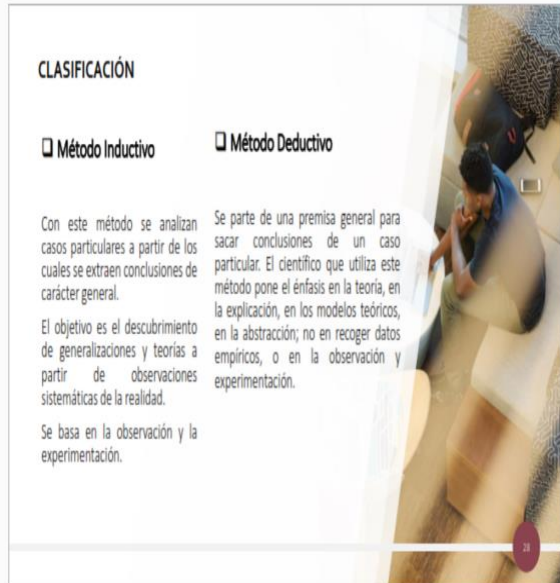 CLASIFICACIÓN
❑ Método Inductivo
Con este método se analizan
casos particulares a partir de los
cuales se extraen conclusiones de
carácter general.
El objetivo es el descubrimiento
de generalizaciones y teorías a
partir de observaciones
sistemáticas de la realidad.
Se basa en la observación y la
experimentación.
❑ Método Deductivo
Se parte de una premisa general para
sacar conclusiones de un caso
particular. El científico que utiliza este
método pone el énfasis en la teoría, en
la explicación, en los modelos teóricos,
en la abstracción; no en recoger datos
empíricos, o en la observación y
experimentación.
28